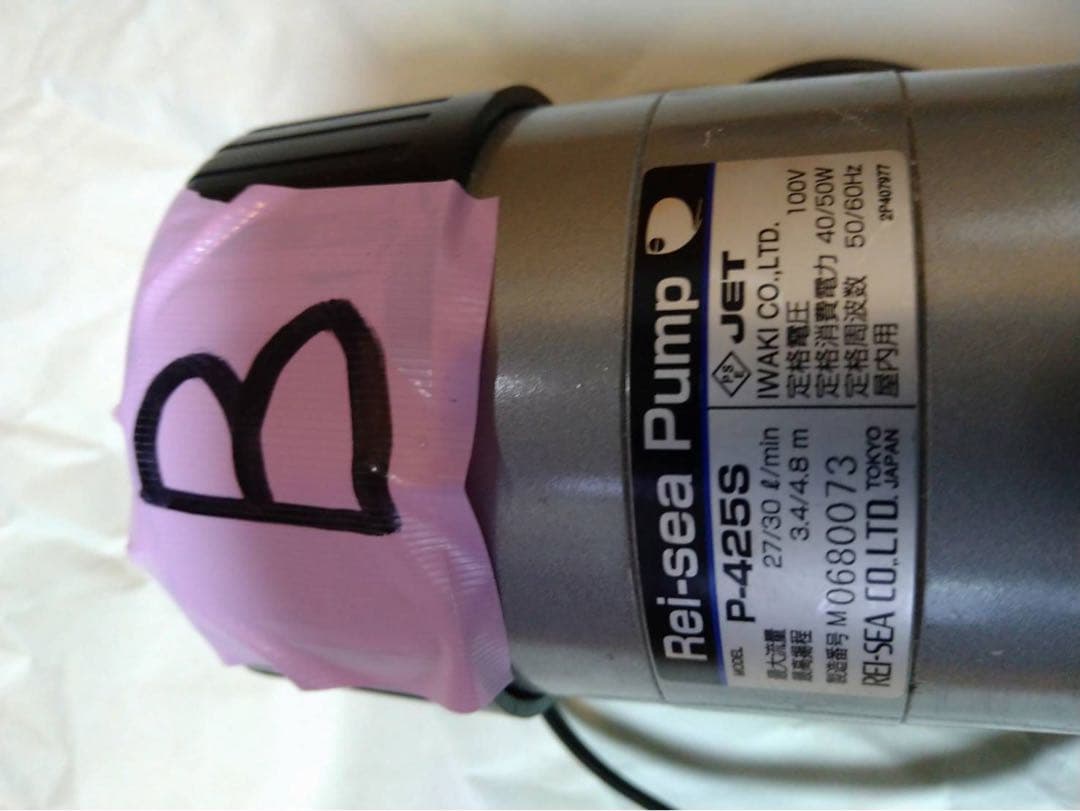 B
Rei-sea Pump
MODEL P-425S
最大流量 27/30 ℓ/min
最高揚程 3.4/4.8 m
製造番号 M0680073
REI-SEA CO.,LTD. TOKYO JAPAN
PS E JET
IWAKI CO.,LTD.
定格電圧 100V
定格消費電力 40/50W
定格周波数 50/60Hz
屋内用
2P407977